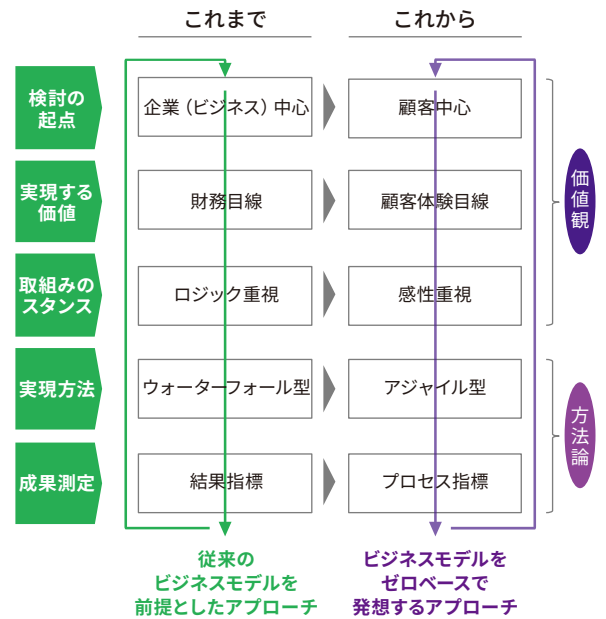 これまで
これから
検討の
起点
企業（ビジネス）中心
顧客中心
実現する
価値
財務目線
顧客体験目線
取組みの
スタンス
ロジック重視
感性重視
価値観
実現方法
ウォーターフォール型
アジャイル型
成果測定
結果指標
プロセス指標
方法論
従来の
ビジネスモデルを
前提としたアプローチ
ビジネスモデルを
ゼロベースで
発想するアプローチ